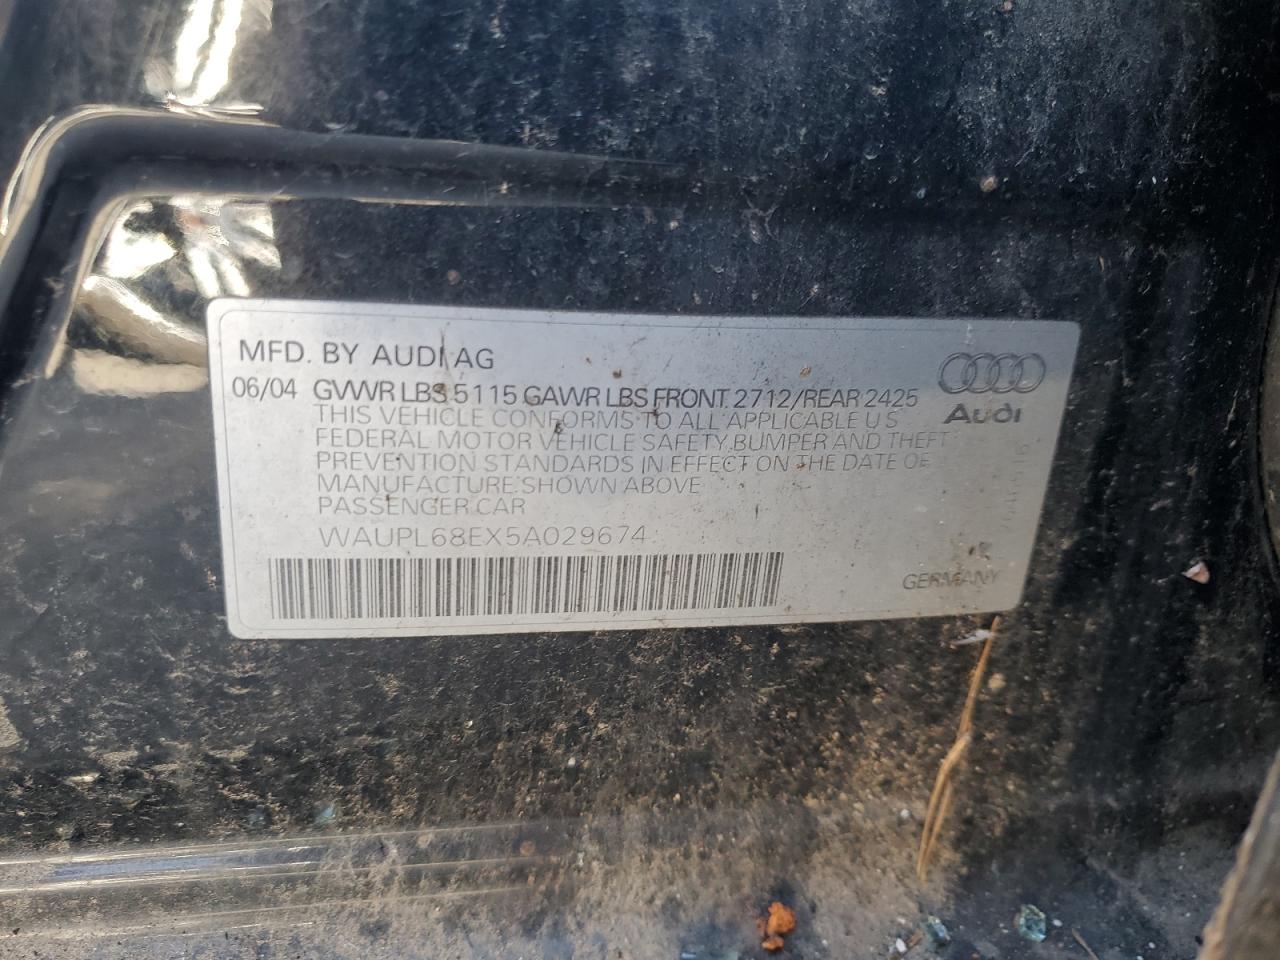 MFD. BY AUDI AG
06/04 GVWR LBS 5115 GAWR LBS FRONT 2712/REAR 2425
Audi
THIS VEHICLE CONFORMS TO ALL APPLICABLE U S
FEDERAL MOTOR VEHICLE SAFETY, BUMPER AND THEFT
PREVENTION STANDARDS IN EFFECT ON THE DATE OF
MANUFACTURE SHOWN ABOVE
PASSENGER CAR
WAUPL68EX5A029674
GERMANY